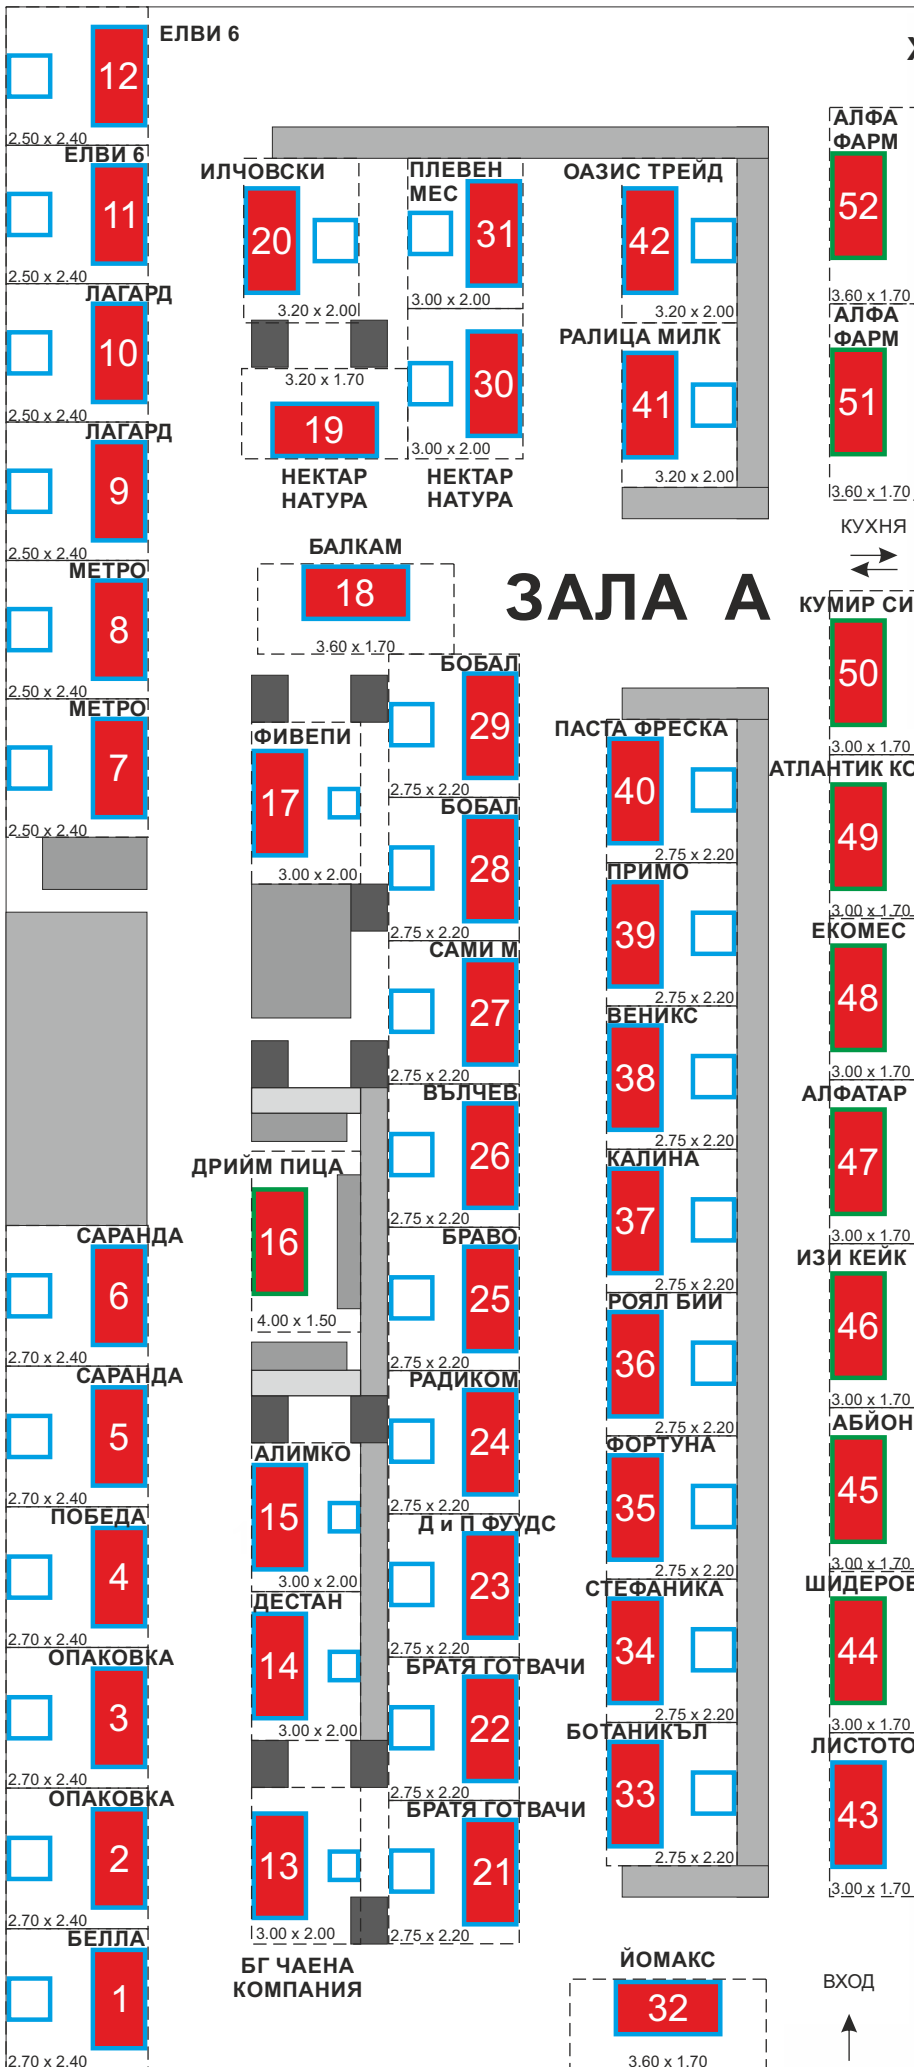 ЕЛВИ 6
12
2.50 x 2.40
ЕЛВИ 6
11
2.50 x 2.40
ЛАГАРД
10
2.50 x 2.40
ЛАГАРД
9
2.50 x 2.40
МЕТРО
8
2.50 x 2.40
МЕТРО
7
2.50 x 2.40
САРАНДА
6
2.70 x 2.40
САРАНДА
5
2.70 x 2.40
ПОБЕДА
4
2.70 x 2.40
ОПАКОВКА
3
2.70 x 2.40
ОПАКОВКА
2
2.70 x 2.40
БЕЛЛА
1
2.70 x 2.40
ИЛЧОВСКИ
20
3.20 x 2.00
3.20 x 1.70
19
НЕКТАР
НАТУРА
БАЛКАМ
18
3.60 x 1.70
ФИВЕПИ
17
3.00 x 2.00
ДРИЙМ ПИЦА
16
4.00 x 1.50
АЛИМКО
15
3.00 x 2.00
ДЕСТАН
14
3.00 x 2.00
13
3.00 x 2.00
БГ ЧАЕНА
КОМПАНИЯ
ПЛЕВЕН
МЕС
31
3.00 x 2.00
30
3.00 x 2.00
НЕКТАР
НАТУРА
ЗАЛА А
БОБАЛ
29
2.75 x 2.20
БОБАЛ
28
2.75 x 2.20
САМИ М
27
2.75 x 2.20
ВЪЛЧЕВ
26
2.75 x 2.20
БРАВО
25
2.75 x 2.20
РАДИКОМ
24
2.75 x 2.20
Д и П ФУУДС
23
2.75 x 2.20
БРАТЯ ГОТВАЧИ
22
2.75 x 2.20
БРАТЯ ГОТВАЧИ
21
2.75 x 2.20
ОАЗИС ТРЕЙД
42
3.20 x 2.00
РАЛИЦА МИЛК
41
3.20 x 2.00
ПАСТА ФРЕСКА
40
2.75 x 2.20
ПРИМО
39
2.75 x 2.20
ВЕНИКС
38
2.75 x 2.20
КАЛИНА
37
2.75 x 2.20
РОЯЛ БИЙ
36
2.75 x 2.20
ФОРТУНА
35
2.75 x 2.20
СТЕФАНИКА
34
2.75 x 2.20
БОТАНИКЪЛ
33
2.75 x 2.20
ЙОМАКС
32
3.60 x 1.70
АЛФА
ФАРМ
52
3.60 x 1.70
АЛФА
ФАРМ
51
3.60 x 1.70
КУХНЯ
КУМИР СИ
50
3.00 x 1.70
АТЛАНТИК КО
49
3.00 x 1.70
ЕКОМЕС
48
3.00 x 1.70
АЛФАТАР
47
3.00 x 1.70
ИЗИ КЕЙК
46
3.00 x 1.70
АБЙОН
45
3.00 x 1.70
ШИДЕРОВ
44
3.00 x 1.70
ЛИСТОТО
43
3.00 x 1.70
ВХОД